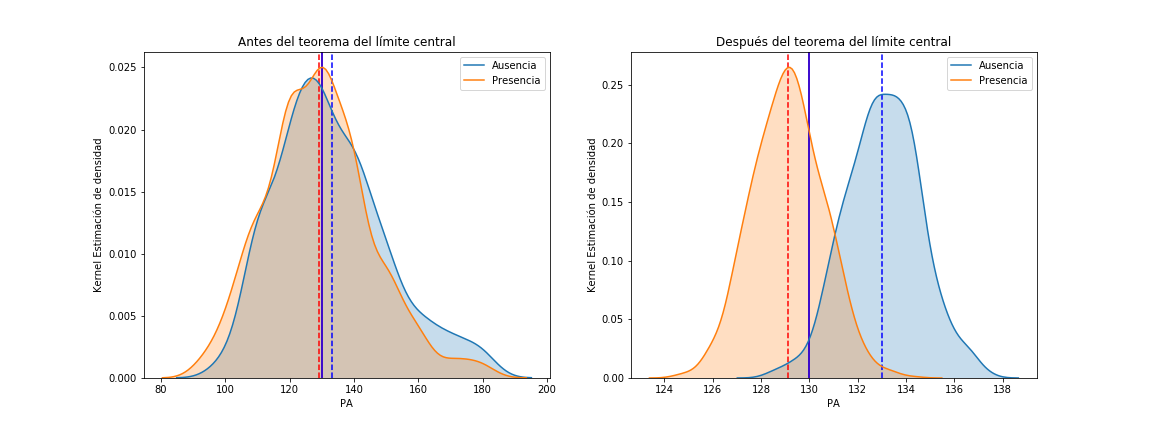 Antes del teorema del límite central
Kernel Estimación de densidad
0.025
0.020
0.015
0.010
0.005
0.000
80
100
120
140
160
180
200
PA
Ausencia
Presencia
Después del teorema del límite central
Kernel Estimación de densidad
0.25
0.20
0.15
0.10
0.05
0.00
124
126
128
130
132
134
136
138
PA
Ausencia
Presencia